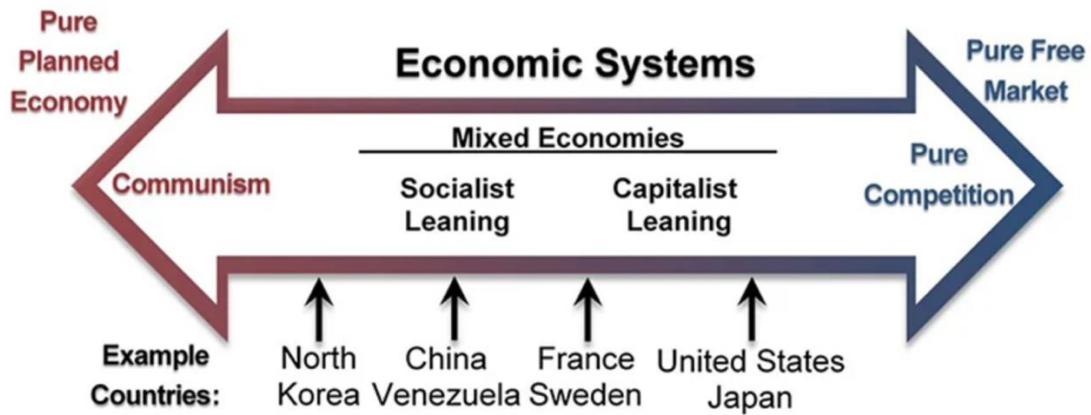 Pure
Planned
Economy
Economic Systems
Pure Free
Market
Mixed Economies
Communism
Socialist
Leaning
Capitalist
Leaning
Pure
Competition
Example
Countries:
North
Korea
China
Venezuela
France
Sweden
United States
Japan